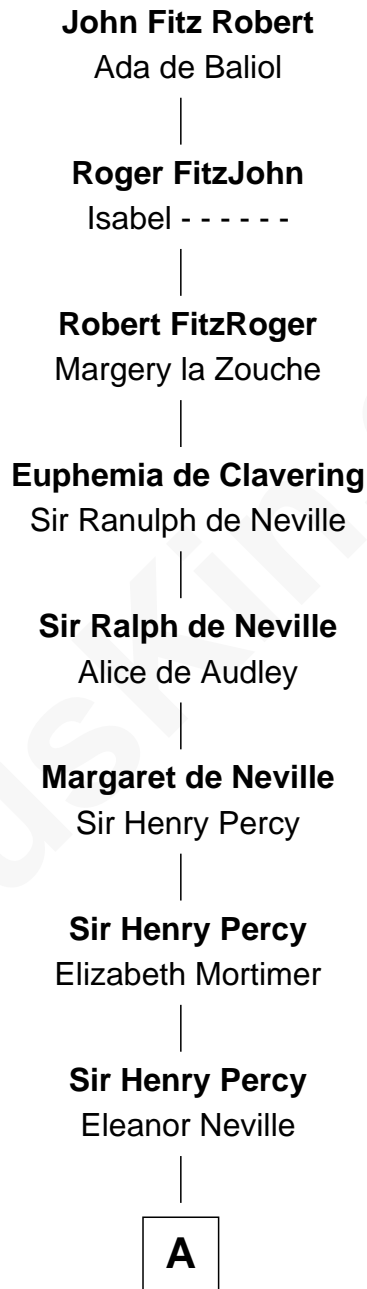 John Fitz Robert
Ada de Baliol
Roger FitzJohn
Isabel - - - - - -
Robert FitzRoger
Margery la Zouche
Euphemia de Clavering
Sir Ranulph de Neville
Sir Ralph de Neville
Alice de Audley
Margaret de Neville
Sir Henry Percy
Sir Henry Percy
Elizabeth Mortimer
Sir Henry Percy
Eleanor Neville
A